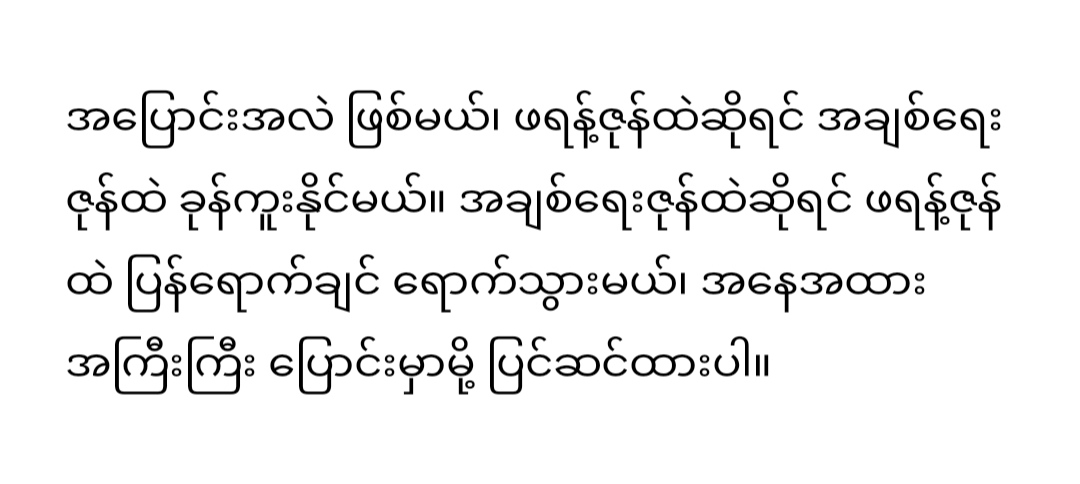 အပြောင်းအလဲ ဖြစ်မယ်၊ ဖရန့်ဇုန်ထဲဆိုရင် အချစ်ရေး
ဇုန်ထဲ ခုန်ကူးနိုင်မယ်။ အချစ်ရေးဇုန်ထဲဆိုရင် ဖရန့်ဇုန်
ထဲ ပြန်ရောက်ချင် ရောက်သွားမယ်၊ အနေအထား
အကြီးကြီး ပြောင်းမှာမို့ ပြင်ဆင်ထားပါ။